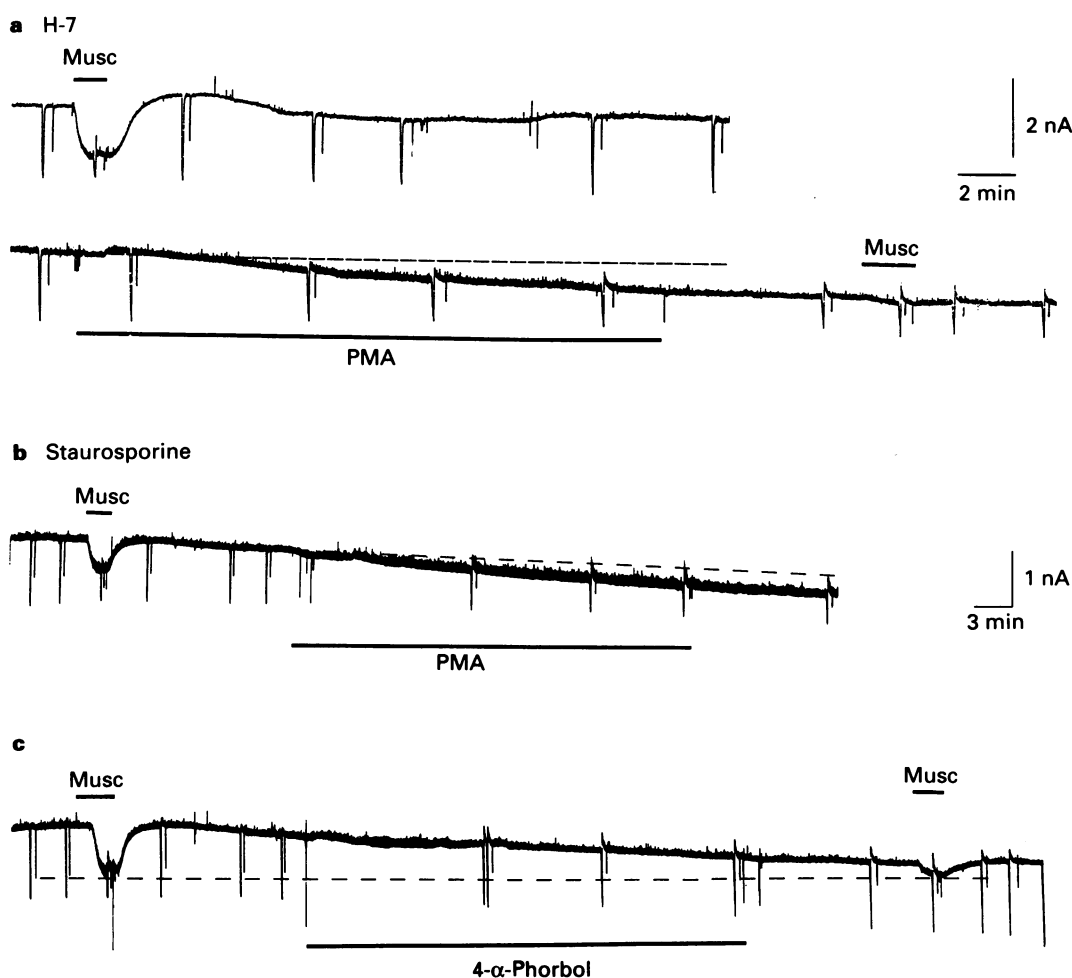 a H-7
Musc
2 nA
2 min
Musc
PMA
b Staurosporine
Musc
1 nA
3 min
PMA
c
Musc
Musc
4-α-Phorbol